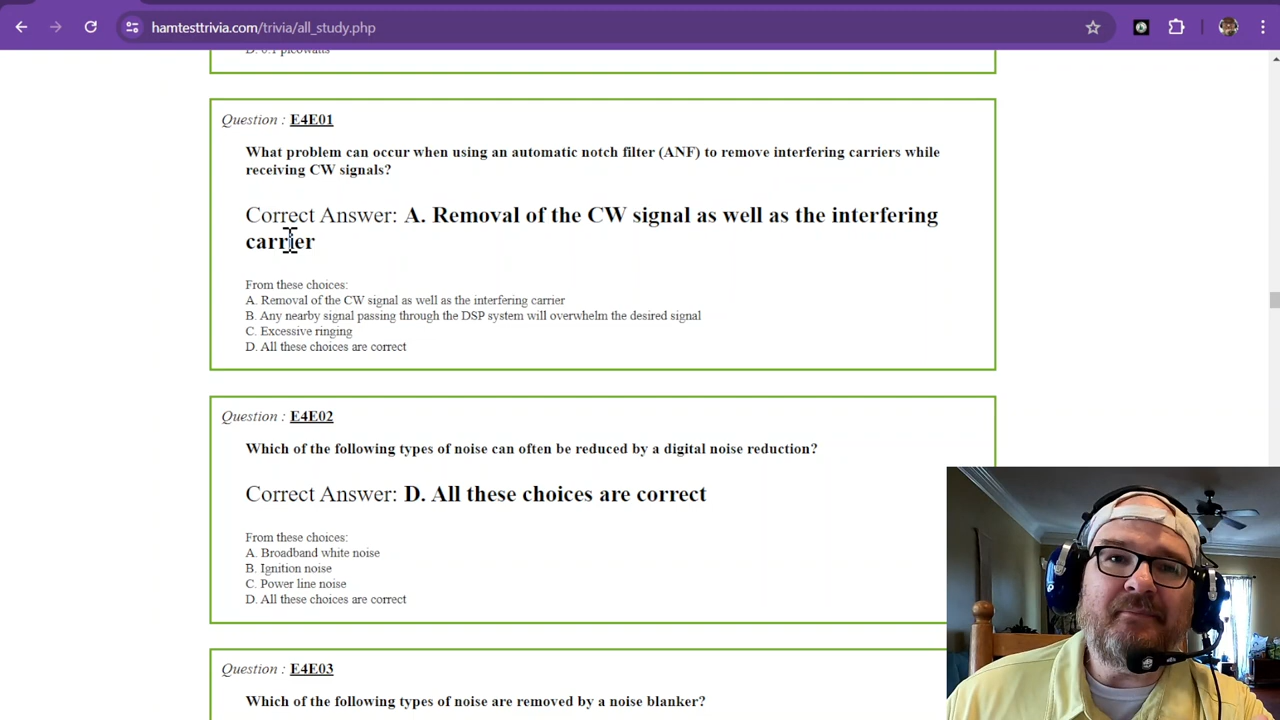 hamtesttrivia.com/trivia/all_study.php
D. 0.1 picowatts
Question : E4E01
What problem can occur when using an automatic notch filter (ANF) to remove interfering carriers while
receiving CW signals?
Correct Answer: A. Removal of the CW signal as well as the interfering
carrier
From these choices:
A. Removal of the CW signal as well as the interfering carrier
B. Any nearby signal passing through the DSP system will overwhelm the desired signal
C. Excessive ringing
D. All these choices are correct
Question : E4E02
Which of the following types of noise can often be reduced by a digital noise reduction?
Correct Answer: D. All these choices are correct
From these choices:
A. Broadband white noise
B. Ignition noise
C. Power line noise
D. All these choices are correct
Question : E4E03
Which of the following types of noise are removed by a noise blanker?